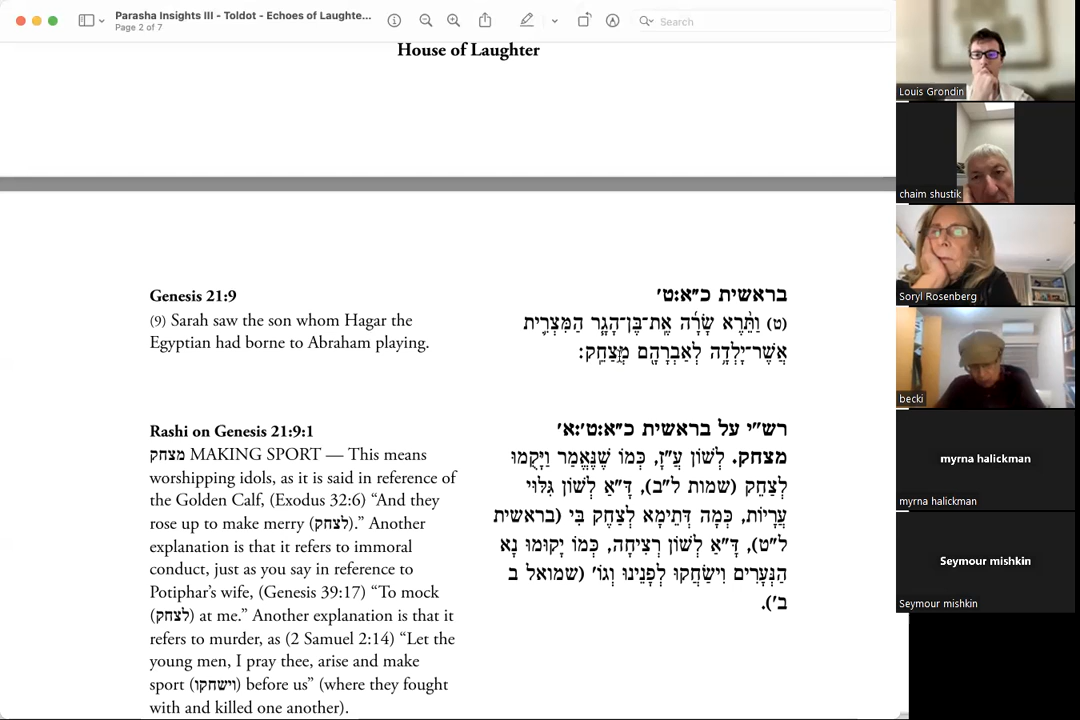 Parasha Insights III - Toldot - Echoes of Laughte...
Page 2 of 7
Search
House of Laughter
Genesis 21:9
(9) Sarah saw the son whom Hagar the
Egyptian had borne to Abraham playing.
בראשית כ״א:ט׳
(ט) וַתֵּ֨רֶא שָׂרָ֜ה אֶֽת־בֶּן־הָגָ֧ר הַמִּצְרִ֛ית
אֲשֶׁר־יָלְדָ֥ה לְאַבְרָהָ֖ם מְצַחֵֽק׃
Rashi on Genesis 21:9:1
מצחק MAKING SPORT — This means
worshipping idols, as it is said in reference of
the Golden Calf, (Exodus 32:6) “And they
rose up to make merry (לצחק).” Another
explanation is that it refers to immoral
conduct, just as you say in reference to
Potiphar’s wife, (Genesis 39:17) “To mock
(לצחק) at me.” Another explanation is that it
refers to murder, as (2 Samuel 2:14) “Let the
young men, I pray thee, arise and make
sport (וישחקו) before us” (where they fought
with and killed one another).
רש״י על בראשית כ״א:ט׳:א׳
מצחק. לְשׁוֹן עֲ"זָ, כְּמוֹ שֶׁנֶּאֱמַר וַיָּקֻמוּ
לְצַחֵק (שמות ל"ב), דָּ"אַ לְשׁוֹן גִּלּוּי
עֲרָיוֹת, כְּמָה דְּתֵימָא לְצַחֶק בִּי (בראשית
ל"ט), דָּ"אַ לְשׁוֹן רְצִיחָה, כְּמוֹ יָקוּמוּ נָא
הַנְּעָרִים וִישַׂחֲקוּ לְפָנֵינוּ וְגוֹ' (שמואל ב
ב').
Louis Grondin
chaim shustik
Soryl Rosenberg
becki
myrna halickman
myrna halickman
Seymour mishkin
Seymour mishkin